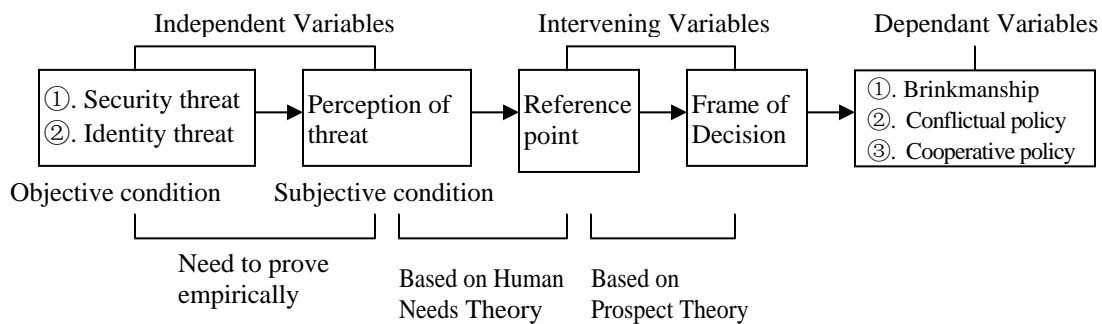 Independent Variables
Intervening Variables
Dependant Variables
①. Security threat
②. Identity threat
Perception of
threat
Reference
point
Frame of
Decision
①. Brinkmanship
②. Conflictual policy
③. Cooperative policy
Objective condition
Subjective condition
Need to prove
empirically
Based on Human
Needs Theory
Based on
Prospect Theory